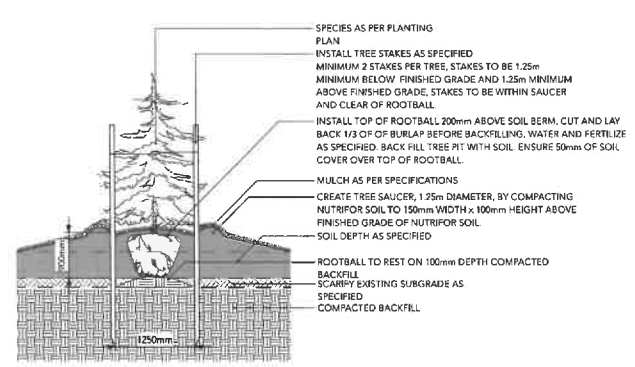 SPECIES AS PER PLANTING
PLAN
INSTALL TREE STAKES AS SPECIFIED
MINIMUM 2 STAKES PER TREE, STAKES TO BE 1.25m
MINIMUM BELOW FINISHED GRADE AND 1.25m MINIMUM
ABOVE FINISHED GRADE, STAKES TO BE WITHIN SAUCER
AND CLEAR OF ROOTBALL.
INSTALL TOP OF ROOTBALL 200mm ABOVE SOIL BERM. CUT AND LAY
BACK 1/3 OF OF BURLAP BEFORE BACKFILLING, WATER AND FERTILIZE
AS SPECIFIED. BACK FILL TREE PIT WITH SOIL. ENSURE 50mm OF SOIL
COVER OVER TOP OF ROOTBALL.
MULCH AS PER SPECIFICATIONS
CREATE TREE SAUCER, 1.25m DIAMETER, BY COMPACTING
NUTRIFOR SOIL TO 150mm WIDTH x 100mm HEIGHT ABOVE
FINISHED GRADE OF NUTRIFOR SOIL.
SOIL DEPTH AS SPECIFIED
ROOTBALL TO REST ON 100mm DEPTH COMPACTED
BACKFILL
SCARIFY EXISTING SUBGRADE AS
SPECIFIED
COMPACTED BACKFILL
1250mm